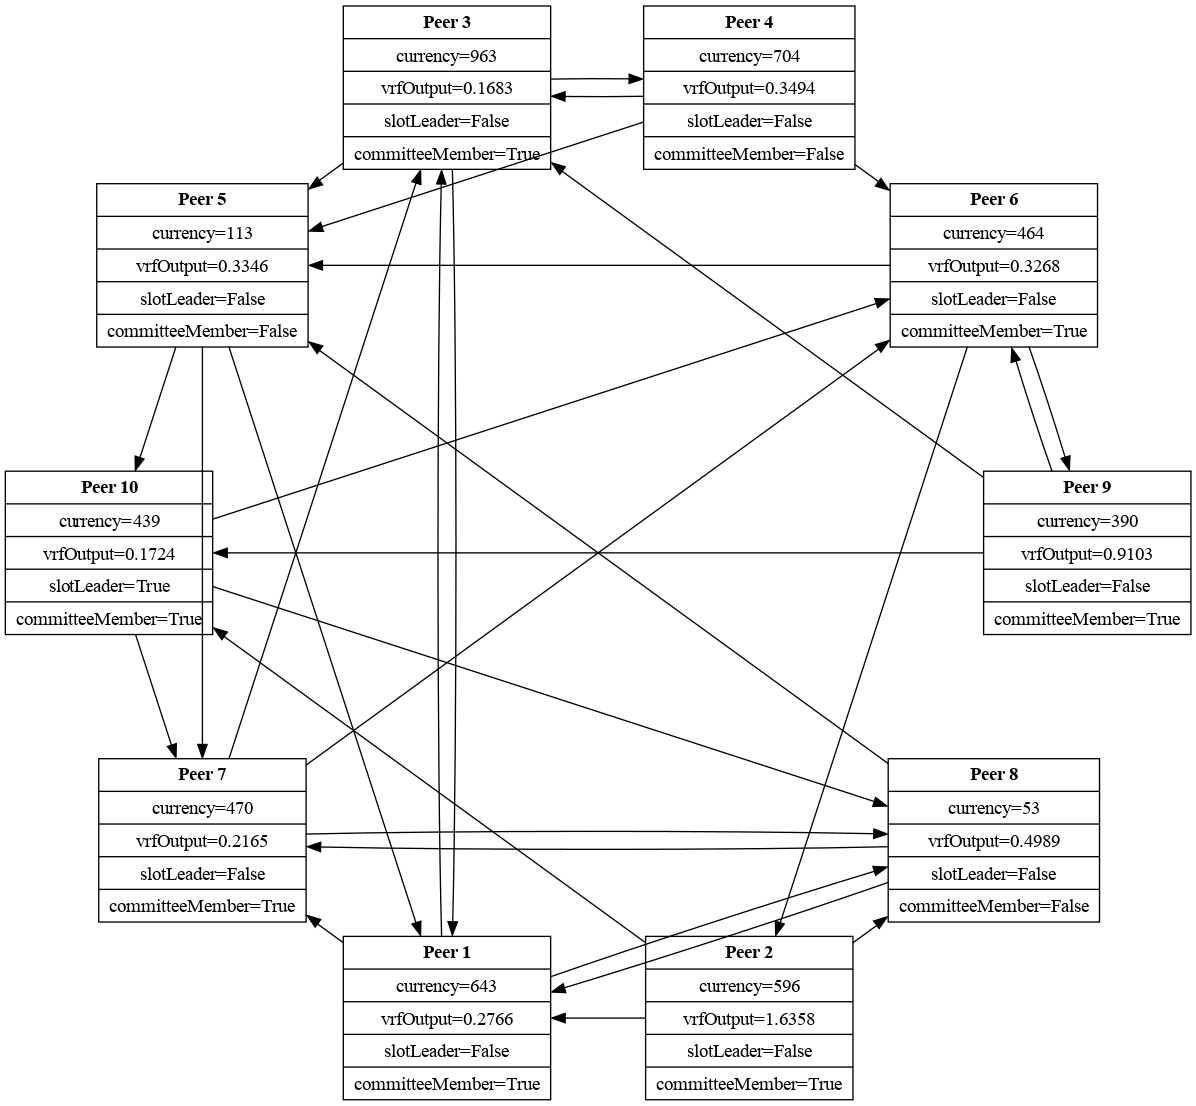 Peer 3
currency=963
vrfOutput=0.1683
slotLeader=False
committeeMember=True
Peer 4
currency=704
vrfOutput=0.3494
slotLeader=False
committeeMember=False
Peer 5
currency=113
vrfOutput=0.3346
slotLeader=False
committeeMember=False
Peer 6
currency=464
vrfOutput=0.3268
slotLeader=False
committeeMember=True
Peer 10
currency=439
vrfOutput=0.1724
slotLeader=True
committeeMember=True
Peer 9
currency=390
vrfOutput=0.9103
slotLeader=False
committeeMember=True
Peer 7
currency=470
vrfOutput=0.2165
slotLeader=False
committeeMember=True
Peer 8
currency=53
vrfOutput=0.4989
slotLeader=False
committeeMember=False
Peer 1
currency=643
vrfOutput=0.2766
slotLeader=False
committeeMember=True
Peer 2
currency=596
vrfOutput=1.6358
slotLeader=False
committeeMember=True